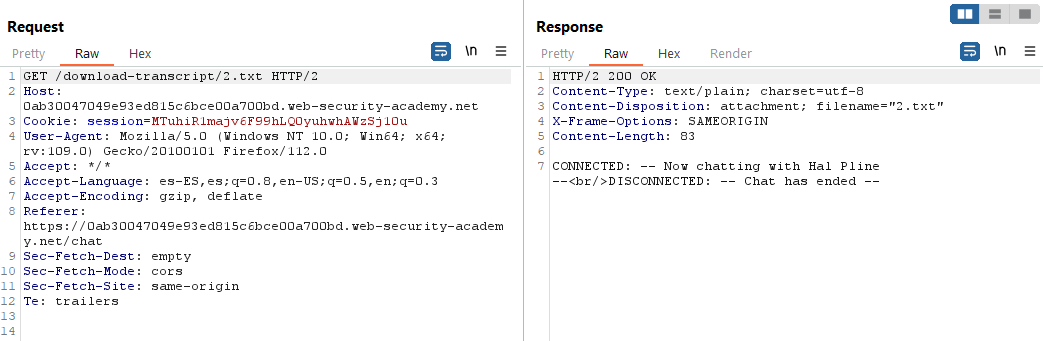 Request
Pretty Raw Hex
\n
1 GET /download-transcript/2.txt HTTP/2
2 Host:
0ab30047049e93ed815c6bce00a700bd.web-security-academy.net
3 Cookie: session=MTuhiR1majv6F99hLQOyuhwhAWzSj10u
4 User-Agent: Mozilla/5.0 (Windows NT 10.0; Win64; x64;
rv:109.0) Gecko/20100101 Firefox/112.0
5 Accept: */*
6 Accept-Language: es-ES,es;q=0.8,en-US;q=0.5,en;q=0.3
7 Accept-Encoding: gzip, deflate
8 Referer:
https://0ab30047049e93ed815c6bce00a700bd.web-security-academ
y.net/chat
9 Sec-Fetch-Dest: empty
10 Sec-Fetch-Mode: cors
11 Sec-Fetch-Site: same-origin
12 Te: trailers
13
14
Response
Pretty Raw Hex Render
\n
1 HTTP/2 200 OK
2 Content-Type: text/plain; charset=utf-8
3 Content-Disposition: attachment; filename="2.txt"
4 X-Frame-Options: SAMEORIGIN
5 Content-Length: 83
6
7 CONNECTED: -- Now chatting with Hal Pline
--<br/>DISCONNECTED: -- Chat has ended --